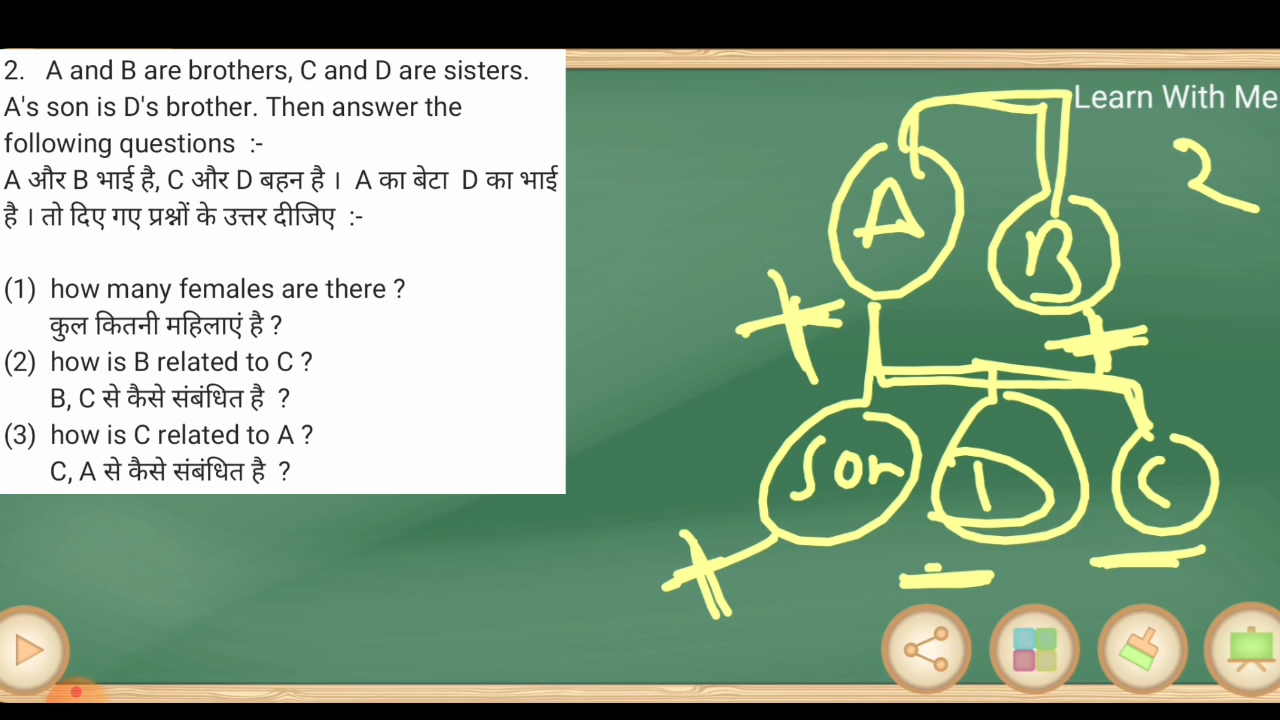 2. A and B are brothers, C and D are sisters.
A's son is D's brother. Then answer the
following questions :-
A और B भाई है, C और D बहन है । A का बेटा D का भाई
है । तो दिए गए प्रश्नों के उत्तर दीजिए :-
(1) how many females are there ?
कुल कितनी महिलाएं है ?
(2) how is B related to C ?
B, C से कैसे संबंधित है ?
(3) how is C related to A ?
C, A से कैसे संबंधित है ?
Learn With Me
2
A
B
+
+
Son
D
C
+
-
-